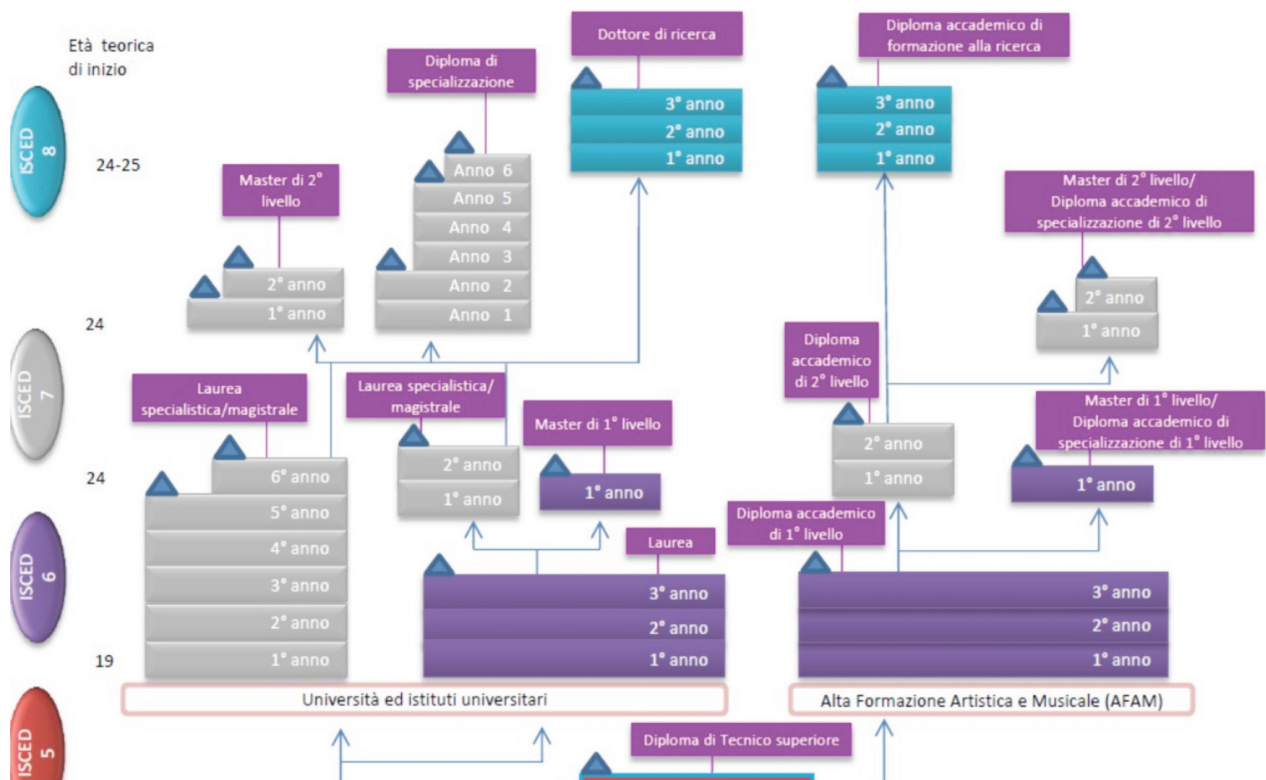 Età teorica
di inizio
Dottore di ricerca
Diploma accademico di
formazione alla ricerca
Diploma di
specializzazione
ISCED
8
24-25
3° anno
2° anno
1° anno
3° anno
2° anno
1° anno
Master di 2°
livello
Anno 6
Anno 5
Anno 4
Anno 3
Anno 2
Anno 1
Master di 2° livello/
Diploma accademico di
specializzazione di 2° livello
2° anno
1° anno
2° anno
1° anno
24
ISCED
7
Laurea
specialistica/magistrale
Laurea specialistica/
magistrale
Master di 1° livello
Diploma
accademico
di 2° livello
Master di 1° livello/
Diploma accademico di
specializzazione di 1° livello
24
6° anno
5° anno
4° anno
3° anno
2° anno
1° anno
2° anno
1° anno
1° anno
2° anno
1° anno
1° anno
Laurea
Diploma accademico
di 1° livello
ISCED
6
3° anno
2° anno
1° anno
3° anno
2° anno
1° anno
19
Università ed istituti universitari
Alta Formazione Artistica e Musicale (AFAM)
ISCED
5
Diploma di Tecnico superiore